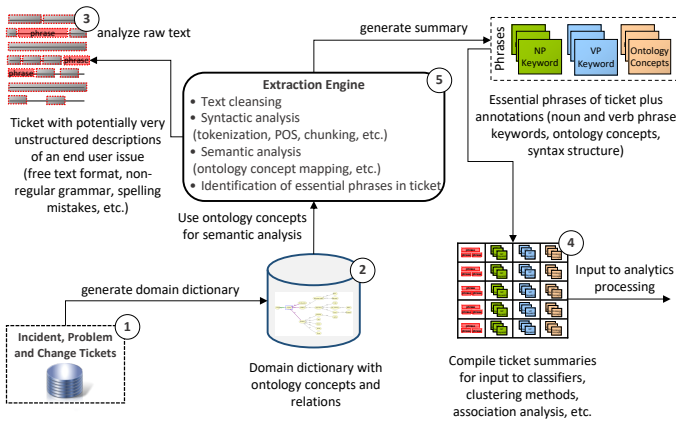 3
phrase
analyze raw text
phrase
phrase
Ticket with potentially very
unstructured descriptions
of an end user issue
(free text format, non-
regular grammar, spelling
mistakes, etc.)
generate summary
Extraction Engine
5
• Text cleansing
• Syntactic analysis
(tokenization, POS, chunking, etc.)
• Semantic analysis
(ontology concept mapping, etc.)
• Identification of essential phrases in ticket
Phrases
NP
Keyword
VP
Keyword
Ontology
Concepts
Essential phrases of ticket plus
annotations (noun and verb phrase
keywords, ontology concepts,
syntax structure)
Use ontology concepts
for semantic analysis
2
generate domain dictionary
1
Incident, Problem
and Change Tickets
Domain dictionary with
ontology concepts and
relations
4
Input to analytics
processing
Compile ticket summaries
for input to classifiers,
clustering methods,
association analysis, etc.